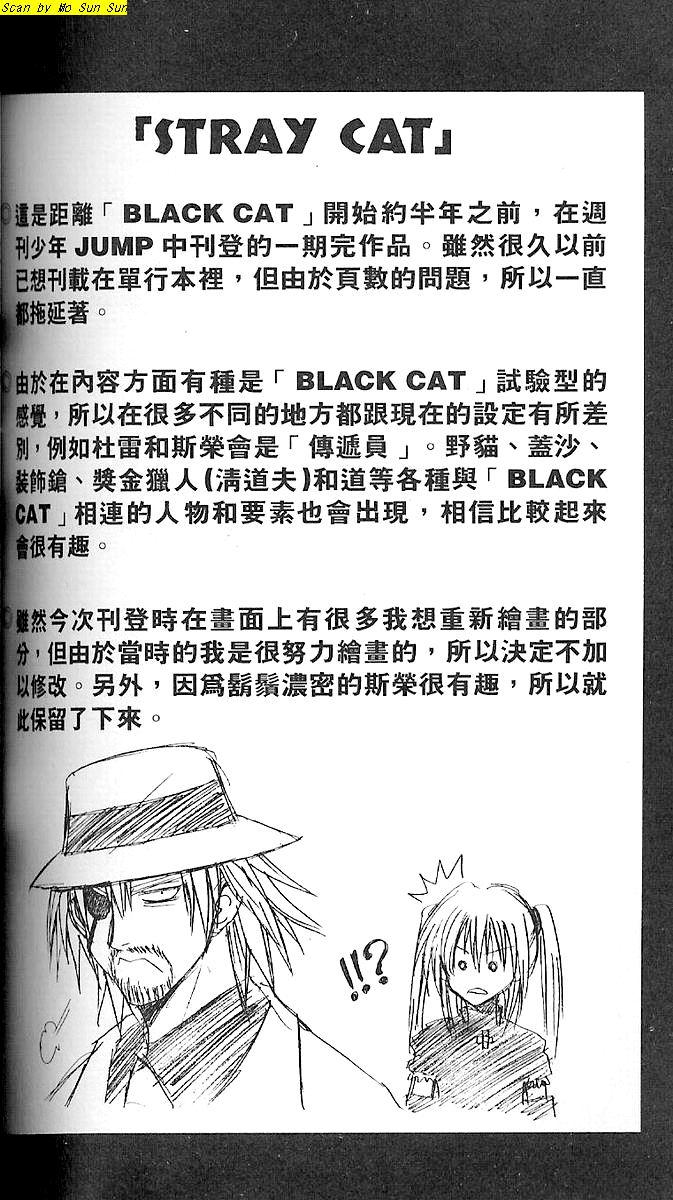 Scan by Mo Sun Sun
「STRAY CAT」
◎這是距離「BLACK CAT」開始約半年之前，在週
刊少年 JUMP 中刊登的一期完作品。雖然很久以前
已想刊載在單行本裡，但由於頁數的問題，所以一直
都拖延著。
◎由於在內容方面有種是「BLACK CAT」試驗型的
感覺，所以在很多不同的地方都跟現在的設定有所差
別，例如杜雷和斯榮會是「傳遞員」。野貓、蓋沙、
裝飾鎗、獎金獵人(清道夫)和道等各種與「BLACK
CAT」相連的人物和要素也會出現，相信比較起來
會很有趣。
◎雖然今次刊登時在畫面上有很多我想重新繪畫的部
分，但由於當時的我是很努力繪畫的，所以決定不加
以修改。另外，因爲鬍鬚濃密的斯榮很有趣，所以就
此保留了下來。
!!?